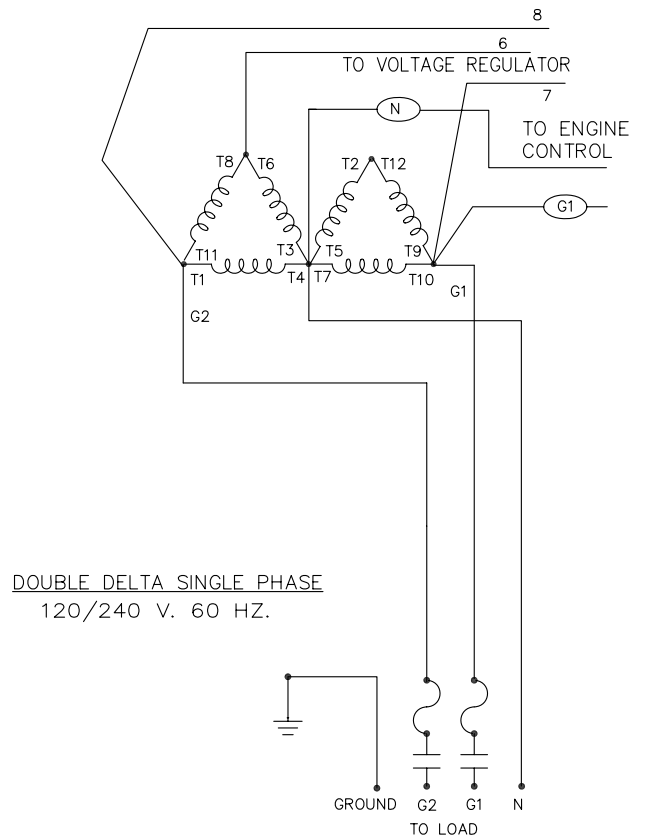 8
6
TO VOLTAGE REGULATOR
7
N
TO ENGINE
CONTROL
T8 T6
T2 T12
G1
T11 T3 T5 T9
T1 T4 T7 T10
G1
G2
DOUBLE DELTA SINGLE PHASE
120/240 V. 60 HZ.
GROUND G2 G1 N
TO LOAD